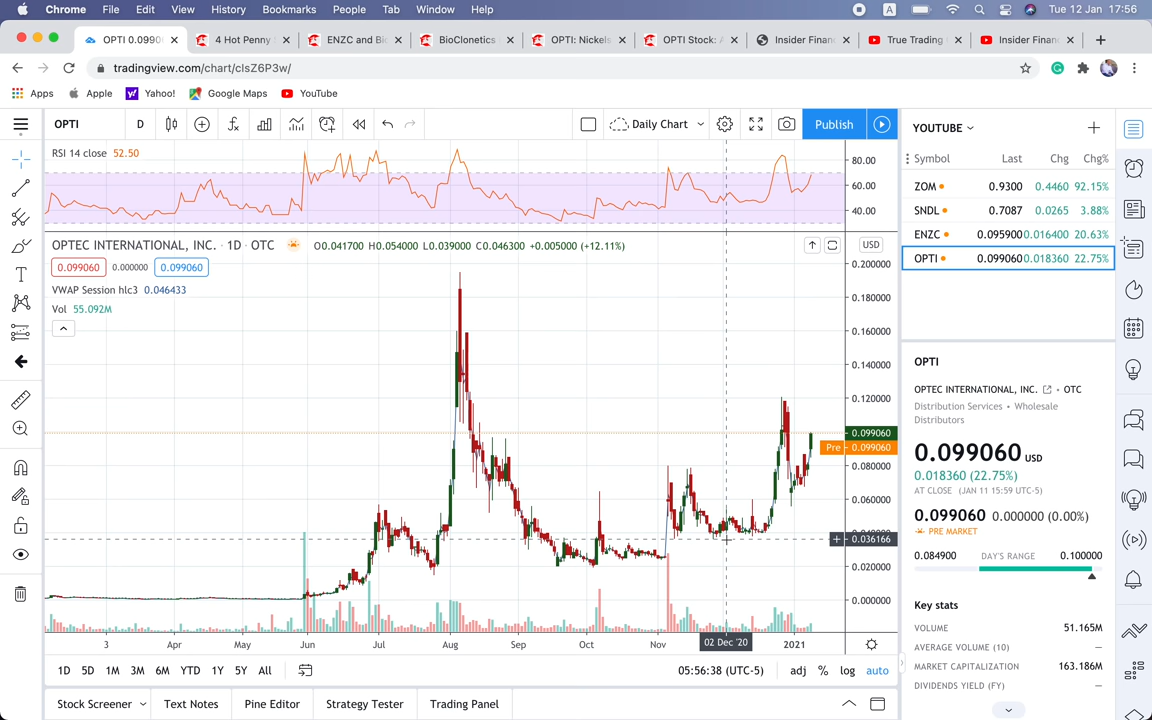 Chrome File Edit View History Bookmarks People Tab Window Help A Tue 12 Jan 17:56
OPTI 0.0990 4 Hot Penny ENZC and Bio BioClonetics OPTI: Nickels OPTI Stock: A Insider Financ True Trading Insider Financ
tradingview.com/chart/clsZ6P3w/
Apps Apple Yahoo! Google Maps YouTube
OPTI D Daily Chart Publish YOUTUBE
RSI 14 close 52.50
80.00
60.00
40.00
Symbol Last Chg Chg%
ZOM 0.9300 0.4460 92.15%
SNDL 0.7087 0.0265 3.88%
ENZC 0.095900 0.016400 20.63%
OPTI 0.099060 0.018360 22.75%
OPTEC INTERNATIONAL, INC. · 1D · OTC O0.041700 H0.054000 L0.039000 C0.046300 +0.005000 (+12.11%) USD
0.099060 0.000000 0.099060
VWAP Session hlc3 0.046433
Vol 55.092M
0.200000
0.180000
0.160000
0.140000
0.120000
0.099060
Pre 0.099060
0.080000
0.060000
0.036166
0.020000
0.000000
3 Apr May Jun Jul Aug Sep Oct Nov 02 Dec '20 2021
1D 5D 1M 3M 6M YTD 1Y 5Y All 05:56:38 (UTC-5) adj % log auto
Stock Screener Text Notes Pine Editor Strategy Tester Trading Panel
OPTI
OPTEC INTERNATIONAL, INC. • OTC
Distribution Services • Wholesale
Distributors
0.099060 USD
0.018360 (22.75%)
AT CLOSE (JAN 11 15:59 UTC-5)
0.099060 0.000000 (0.00%)
PRE MARKET
0.084900 DAY'S RANGE 0.100000
Key stats
VOLUME 51.165M
AVERAGE VOLUME (10) —
MARKET CAPITALIZATION 163.186M
DIVIDENDS YIELD (FY) —